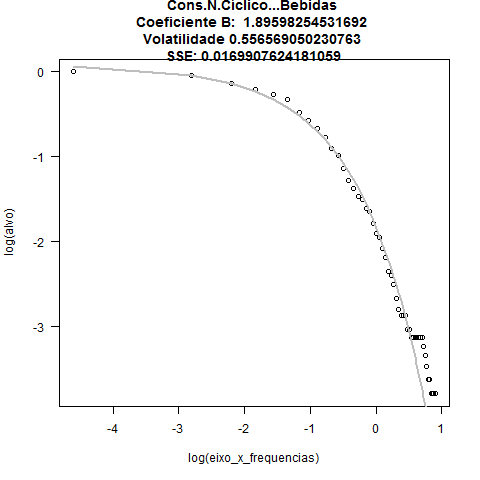 Cons.N.Ciclico...Bebidas
Coeficiente B:  1.89598254531692
Volatilidade 0.556569050230763
SSE: 0.0169907624181059
0
-1
-2
-3
log(alvo)
-4 -3 -2 -1 0 1
log(eixo_x_frequencias)